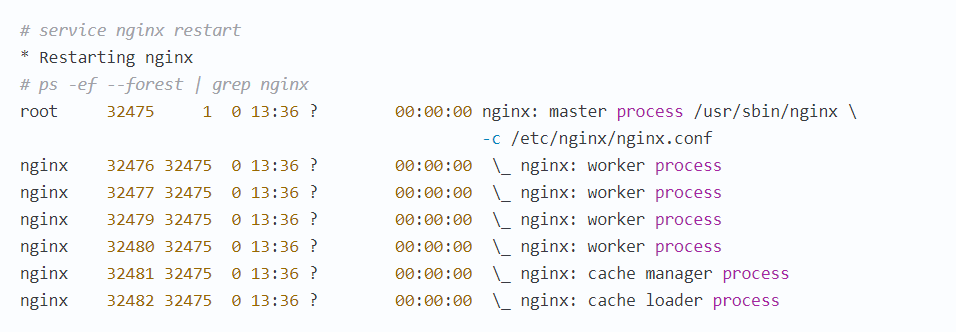 # service nginx restart
* Restarting nginx
# ps -ef --forest | grep nginx
root     32475     1  0 13:36 ?        00:00:00 nginx: master process /usr/sbin/nginx \
                                                -c /etc/nginx/nginx.conf
nginx    32476 32475  0 13:36 ?        00:00:00  \_ nginx: worker process
nginx    32477 32475  0 13:36 ?        00:00:00  \_ nginx: worker process
nginx    32479 32475  0 13:36 ?        00:00:00  \_ nginx: worker process
nginx    32480 32475  0 13:36 ?        00:00:00  \_ nginx: worker process
nginx    32481 32475  0 13:36 ?        00:00:00  \_ nginx: cache manager process
nginx    32482 32475  0 13:36 ?        00:00:00  \_ nginx: cache loader process